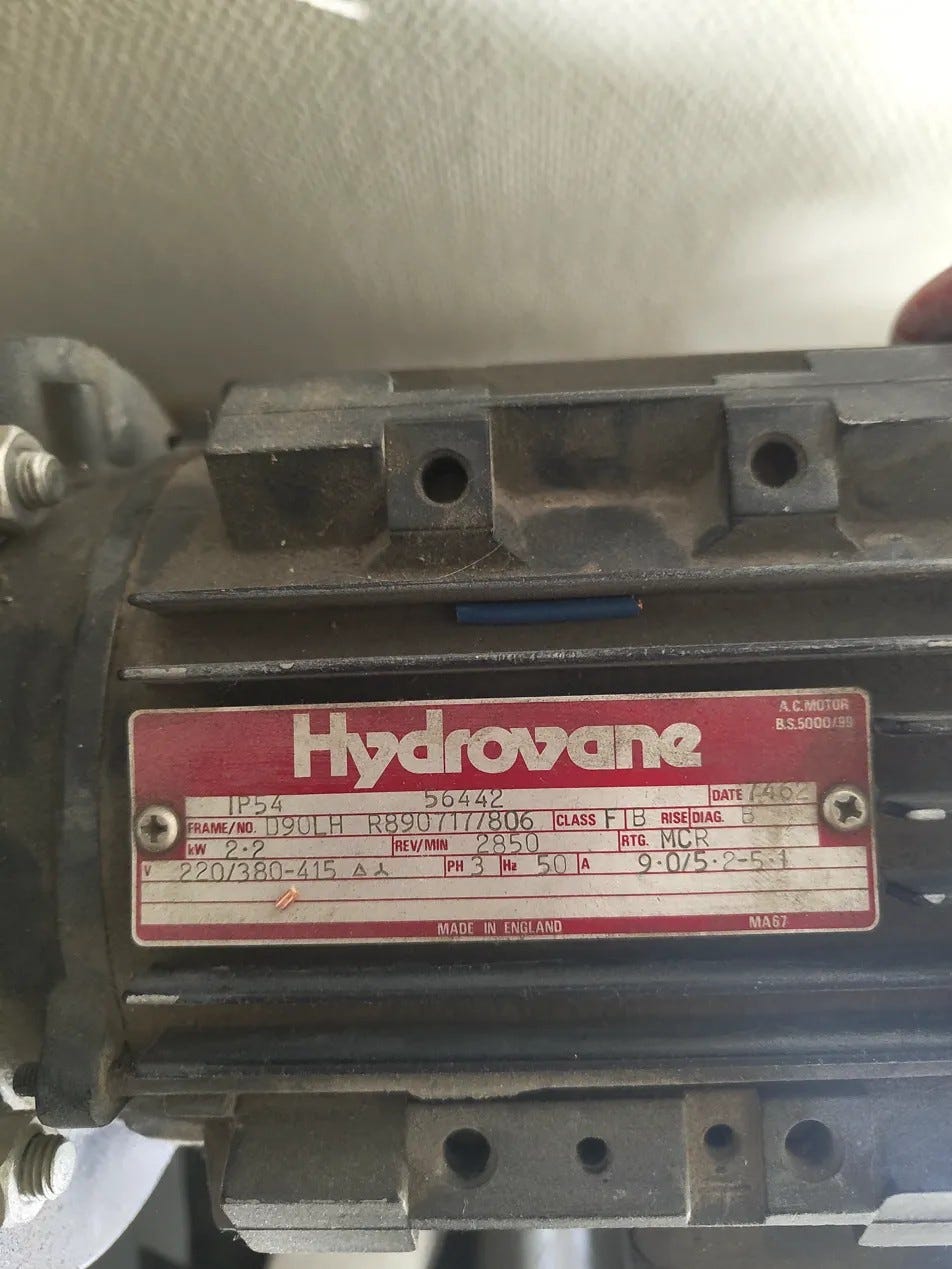 Hydrovane
A.C.MOTOR
B.S.5000/99
IP54 56442 DATE
FRAME/NO. D90LH R890717/806 CLASS F B RISE DIAG. B
kW 2·2 REV/MIN 2850 RTG. MCR
V 220/380-415 Δ⅄ PH 3 Hz 50 A 9·0/5·2-5·1
MADE IN ENGLAND MA67